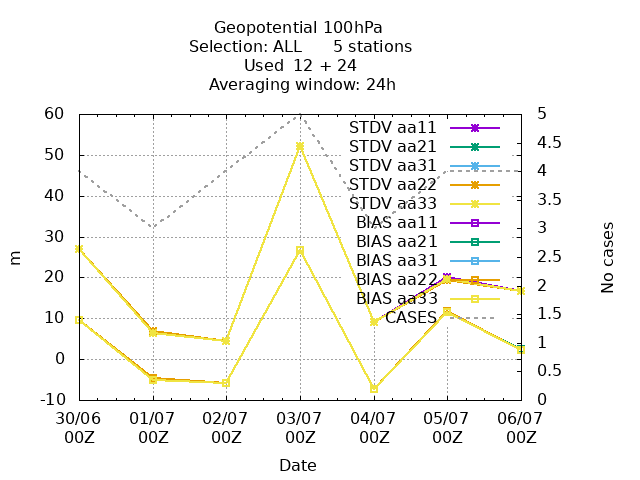 Geopotential 100hPa
Selection: ALL 5 stations
Used 12 + 24
Averaging window: 24h
60 5
STDV aa11
4.5
STDV aa21
50
STDV aa31
4
STDV aa22
40 3.5
STDV aa33
BIAS aa11
3
30
BIAS aa21
2.5
BIAS aa31
20
BIAS aa22
2
BIAS aa33
10 1.5
CASES
1
0
0.5
-10 0
m
No cases
30/06 01/07 02/07 03/07 04/07 05/07 06/07
00Z 00Z 00Z 00Z 00Z 00Z 00Z
Date